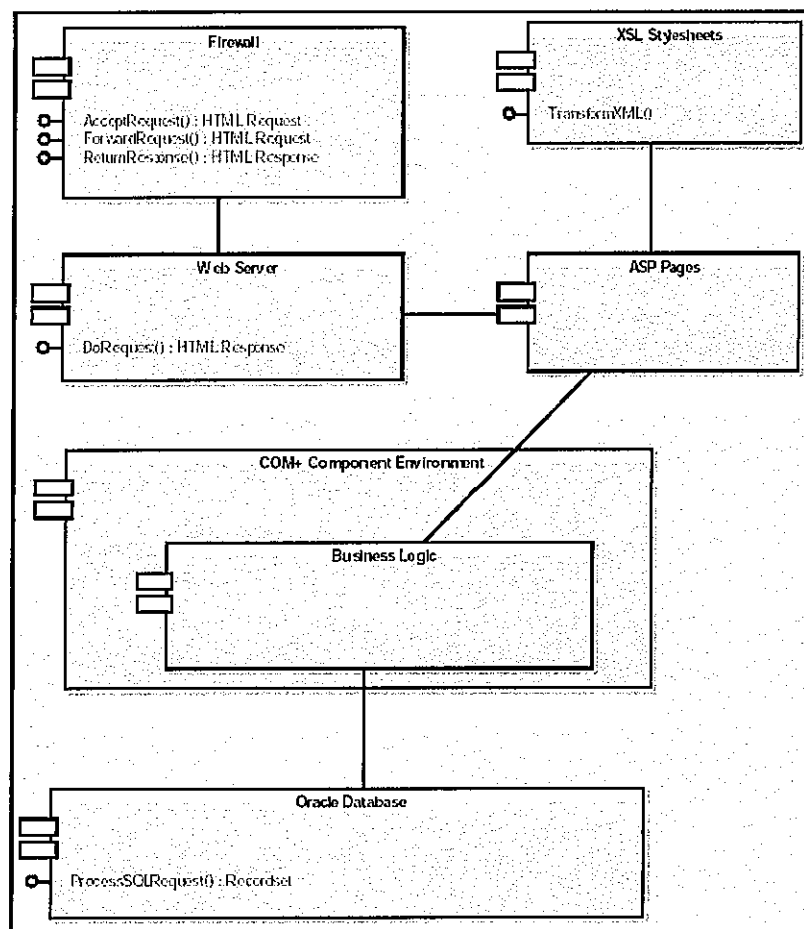 Firewall
AcceptRequest() : HTML Request
ForwardRequest() : HTML Request
ReturnResponse() : HTML Response
XSL Stylesheets
TransformXML()
Web Server
DoRequest() : HTML Response
ASP Pages
COM+ Component Environment
Business Logic
Oracle Database
ProcessSQLRequest() : Recordset